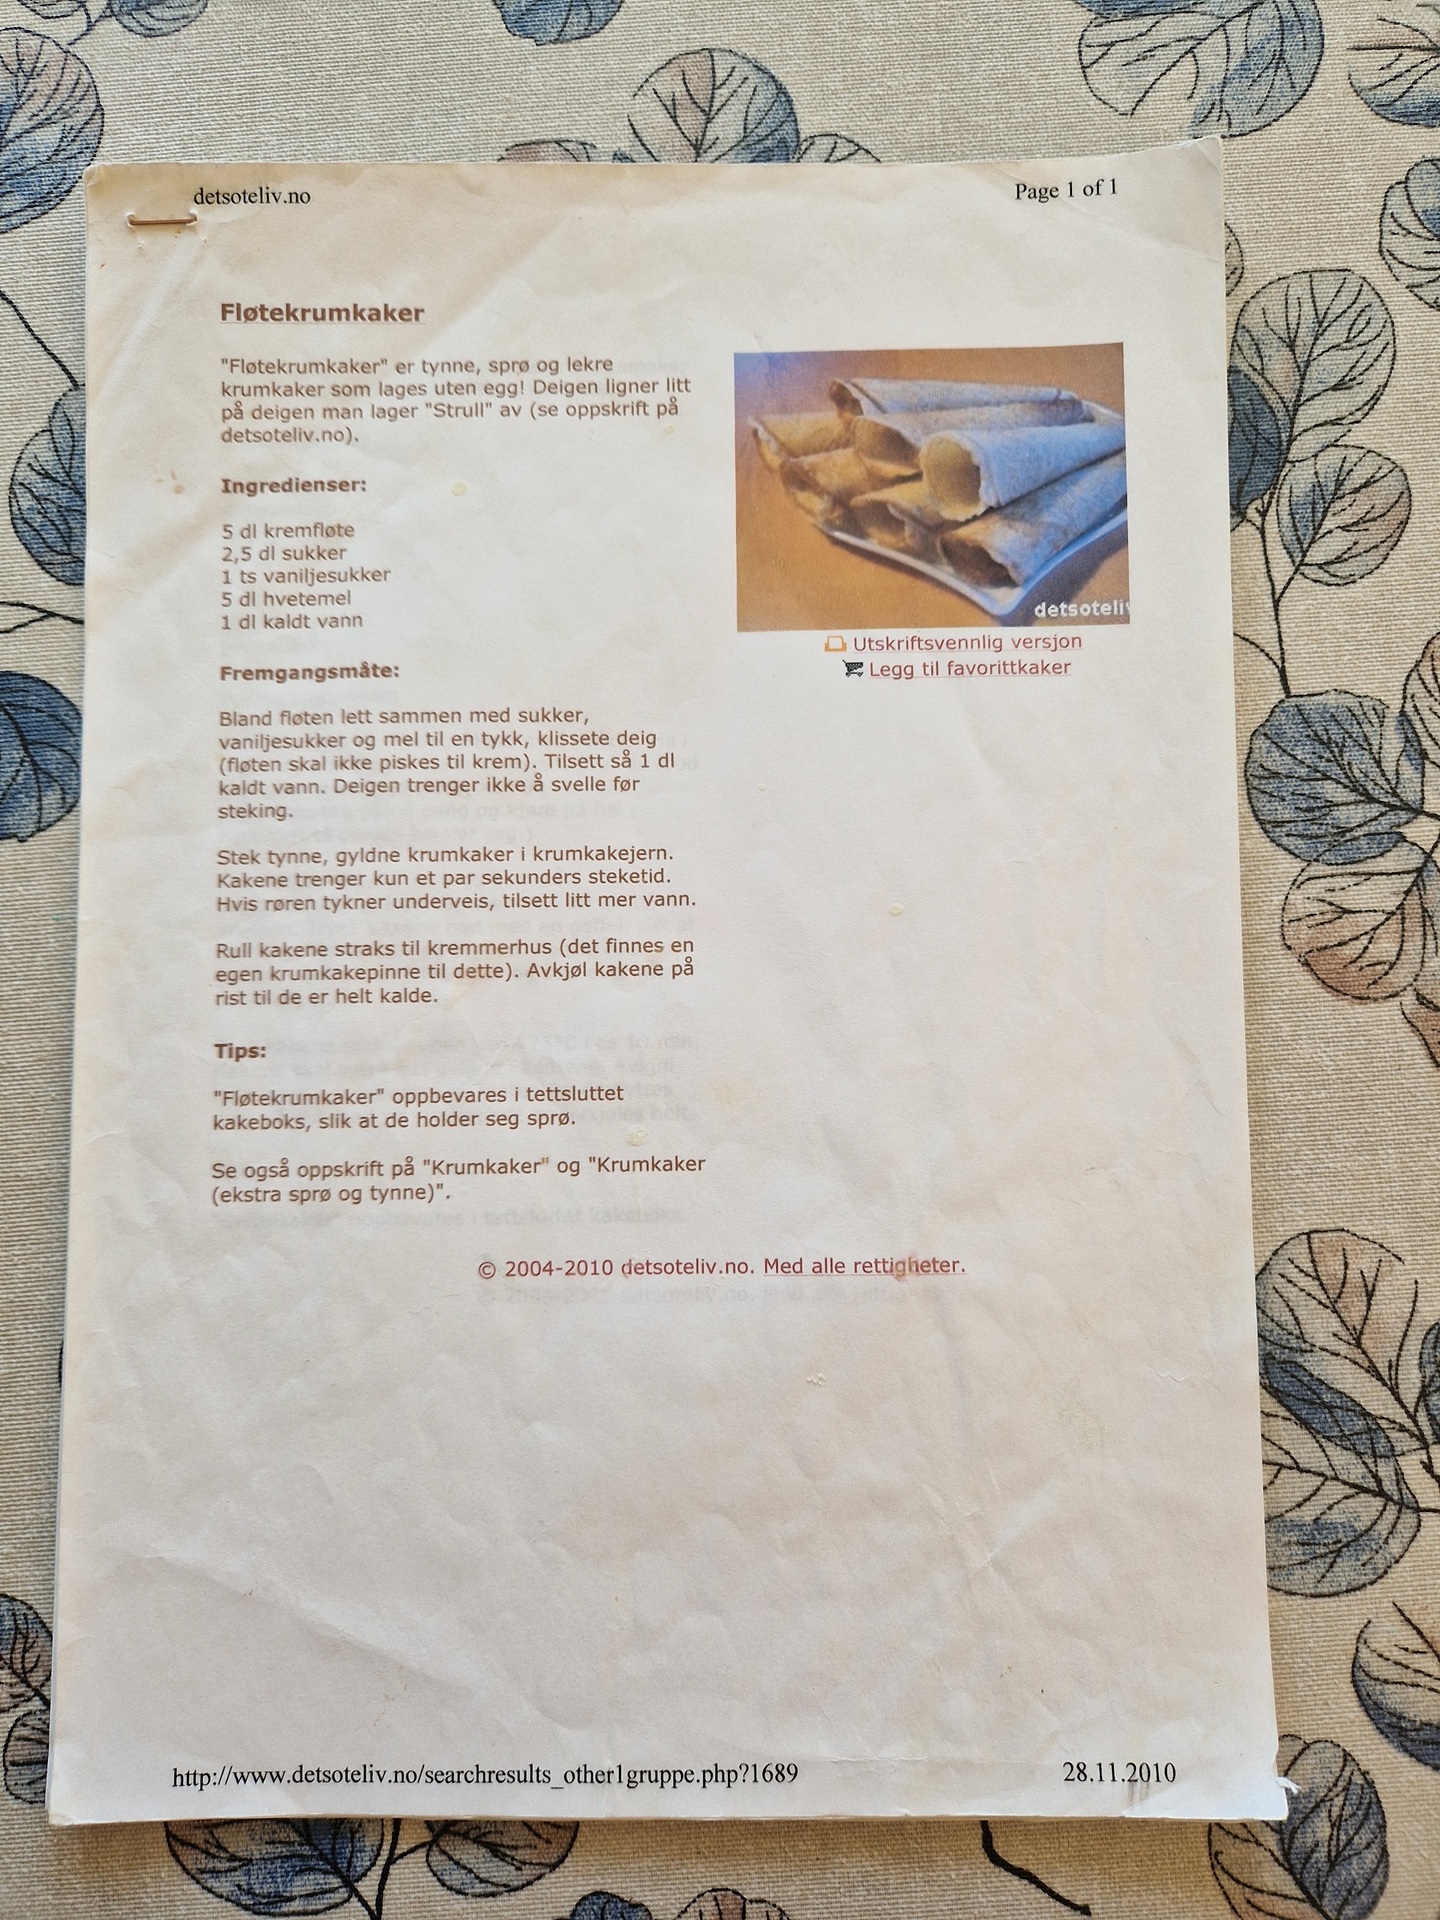 detsoteliv.no
Page 1 of 1
Fløtekrumkaker
"Fløtekrumkaker" er tynne, sprø og lekre
krumkaker som lages uten egg! Deigen ligner litt
på deigen man lager "Strull" av (se oppskrift på
detsoteliv.no).
Ingredienser:
5 dl kremfløte
2,5 dl sukker
1 ts vaniljesukker
5 dl hvetemel
1 dl kaldt vann
Fremgangsmåte:
Bland fløten lett sammen med sukker,
vaniljesukker og mel til en tykk, klissete deig
(fløten skal ikke piskes til krem). Tilsett så 1 dl
kaldt vann. Deigen trenger ikke å svelle før
steking.
Stek tynne, gyldne krumkaker i krumkakejern.
Kakene trenger kun et par sekunders steketid.
Hvis røren tykner underveis, tilsett litt mer vann.
Rull kakene straks til kremmerhus (det finnes en
egen krumkakepinne til dette). Avkjøl kakene på
rist til de er helt kalde.
Tips:
"Fløtekrumkaker" oppbevares i tettsluttet
kakeboks, slik at de holder seg sprø.
Se også oppskrift på "Krumkaker" og "Krumkaker
(ekstra sprø og tynne)".
detsoteliv
Utskriftsvennlig versjon
Legg til favorittkaker
© 2004-2010 detsoteliv.no. Med alle rettigheter.
http://www.detsoteliv.no/searchresults_other1gruppe.php?1689
28.11.2010